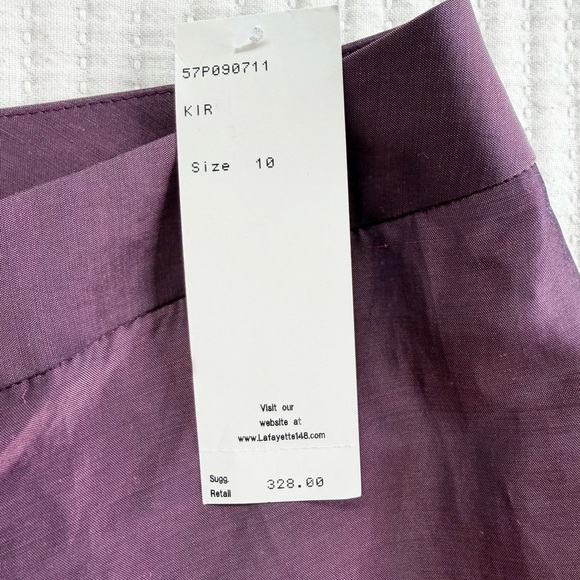 57P090711
KIR
Size 10
Visit our
website at
www.Lafayette148.com
Sugg.
Retail 328.00